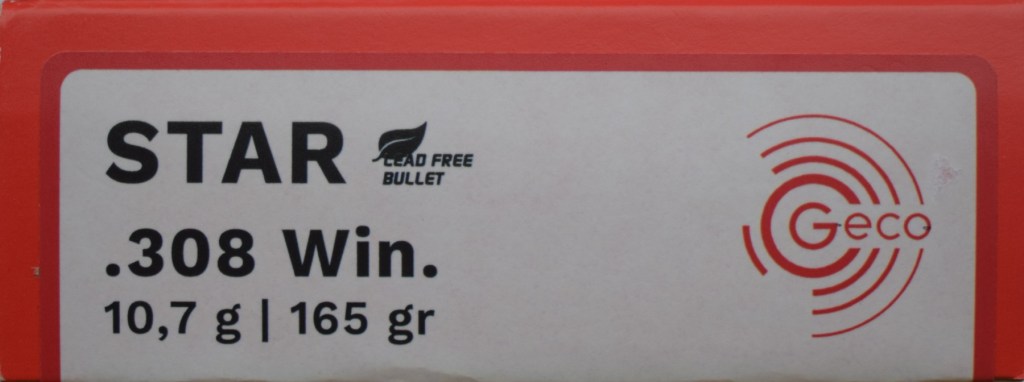 STAR
LEAD FREE
BULLET
.308 Win.
10,7 g | 165 gr
Geco